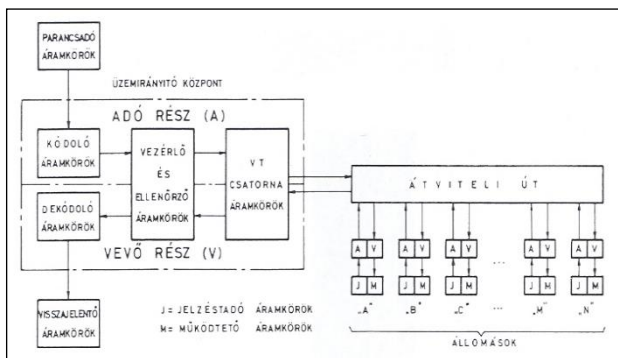 PARANCSADÓ
ÁRAMKÖRÖK
ÜZEMIRÁNYITÓ KÖZPONT
ADÓ RÉSZ (A)
KÓDOLÓ
ÁRAMKÖRÖK
VEZÉRLŐ
ÉS
ELLENŐRZŐ
ÁRAMKÖRÖK
VT
CSATORNA
ÁRAMKÖRÖK
DEKÓDOLÓ
ÁRAMKÖRÖK
VEVŐ RÉSZ (V)
VISSZAJELENTŐ
ÁRAMKÖRÖK
J = JELZÉSTADÓ ÁRAMKÖRÖK
M = MŰKÖDTETŐ ÁRAMKÖRÖK
ÁTVITELI ÚT
A V A V A V ... A V A V
J M J M J M J M J M
„A" „B" „C" ... „M" „N"
ÁLLOMÁSOK